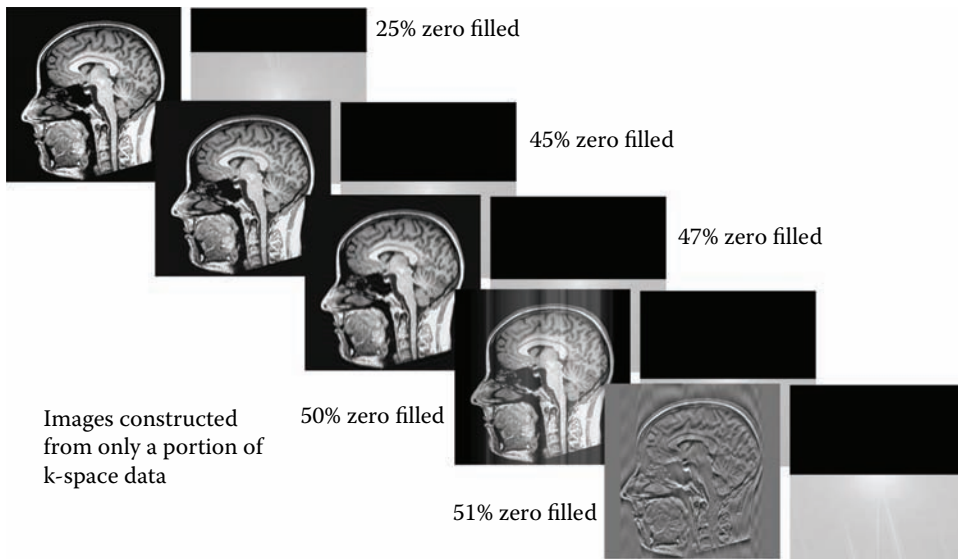 25% zero filled
45% zero filled
47% zero filled
50% zero filled
Images constructed
from only a portion of
k-space data
51% zero filled